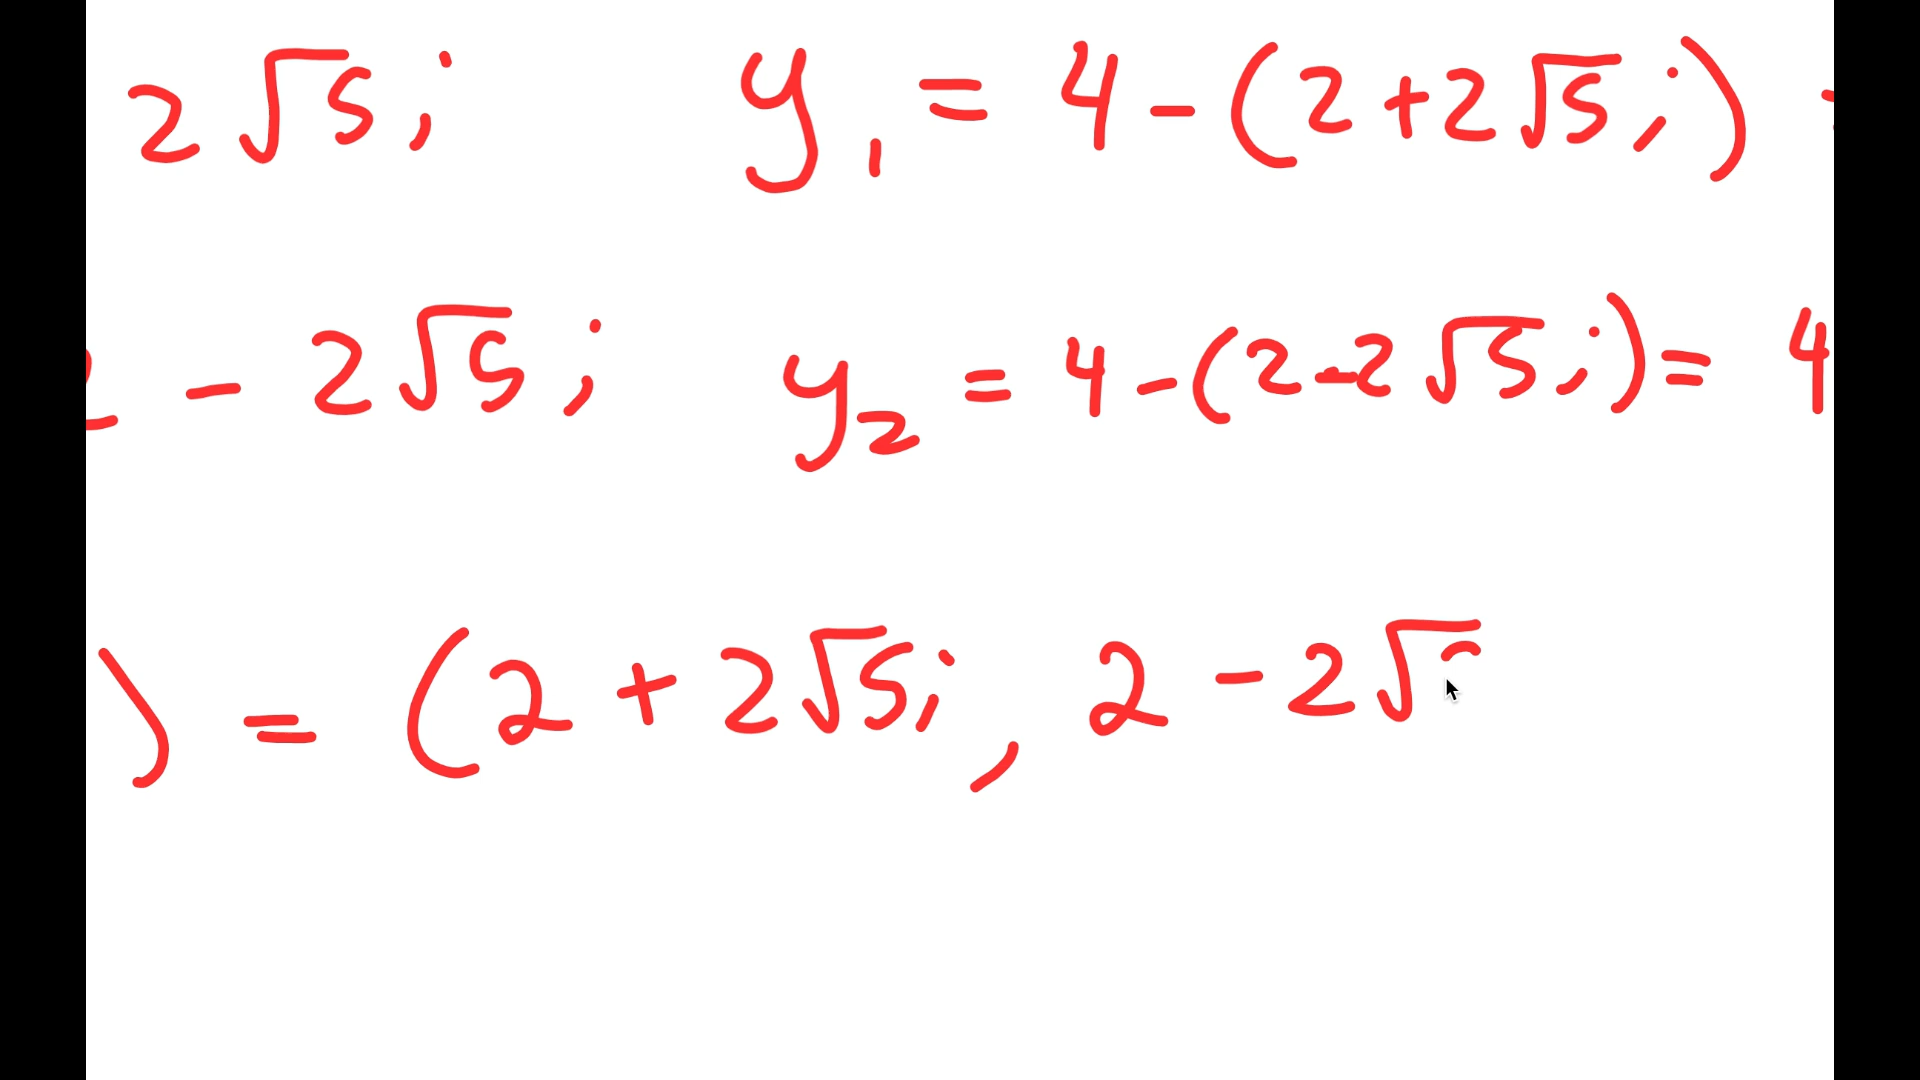 2√5i y₁ = 4 - (2+2√5i)
- 2√5i y₂ = 4 - (2-2√5i) = 4
) = (2 + 2√5i, 2 - 2√